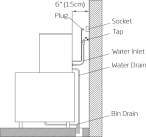 6" (15cm)
Plug
Socket
Tap
Water Inlet
Water Drain
Bin Drain